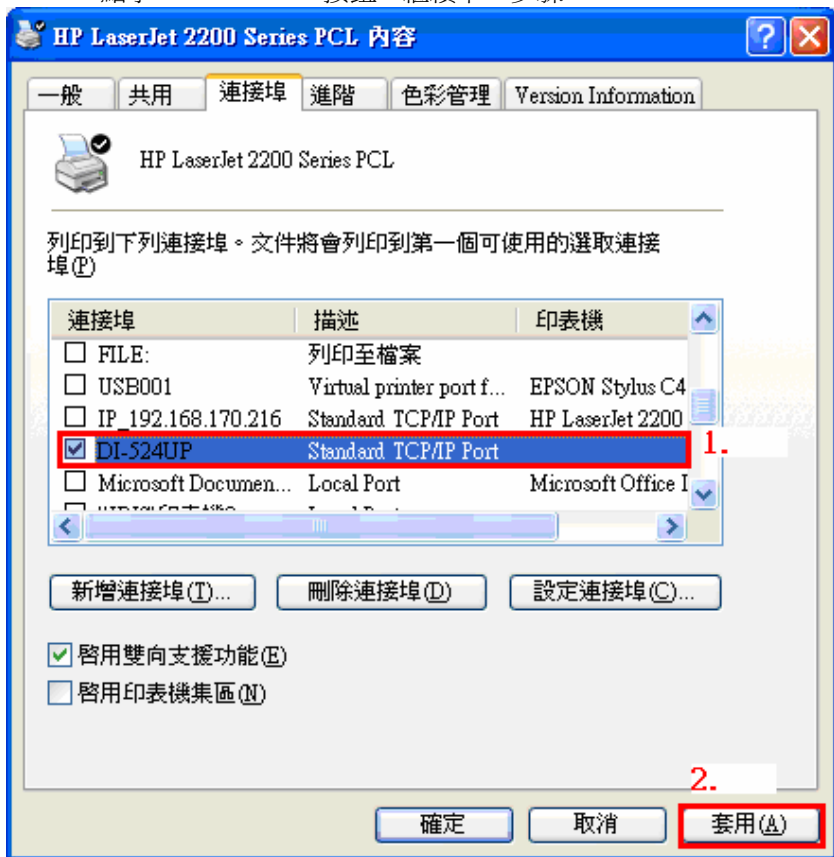 HP LaserJet 2200 Series PCL 內容
一般 共用 連接埠 進階 色彩管理 Version Information
HP LaserJet 2200 Series PCL
列印到下列連接埠。文件將會列印到第一個可使用的選取連接
埠(P)
連接埠 描述 印表機
FILE: 列印至檔案
USB001 Virtual printer port f... EPSON Stylus C4
IP_192.168.170.216 Standard TCP/IP Port HP LaserJet 2200
DI-524UP Standard TCP/IP Port
1.
Microsoft Documen... Local Port Microsoft Office I
新增連接埠(T)... 刪除連接埠(D) 設定連接埠(C)...
啓用雙向支援功能(E)
啓用印表機集區(N)
2.
確定 取消 套用(A)